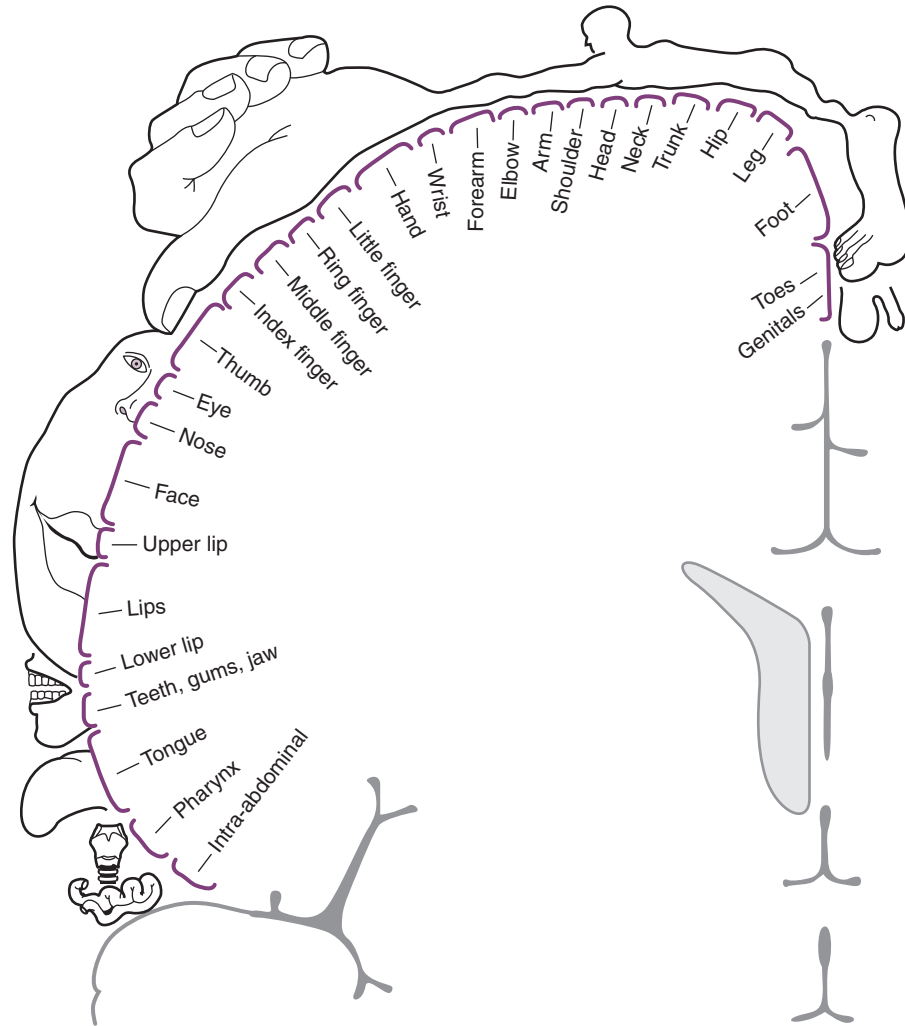 Genitals
Toes
Foot
Leg
Hip
Trunk
Neck
Head
Shoulder
Arm
Elbow
Forearm
Wrist
Hand
Little finger
Ring finger
Middle finger
Index finger
Thumb
Eye
Nose
Face
Upper lip
Lips
Lower lip
Teeth, gums, jaw
Tongue
Pharynx
Intra-abdominal